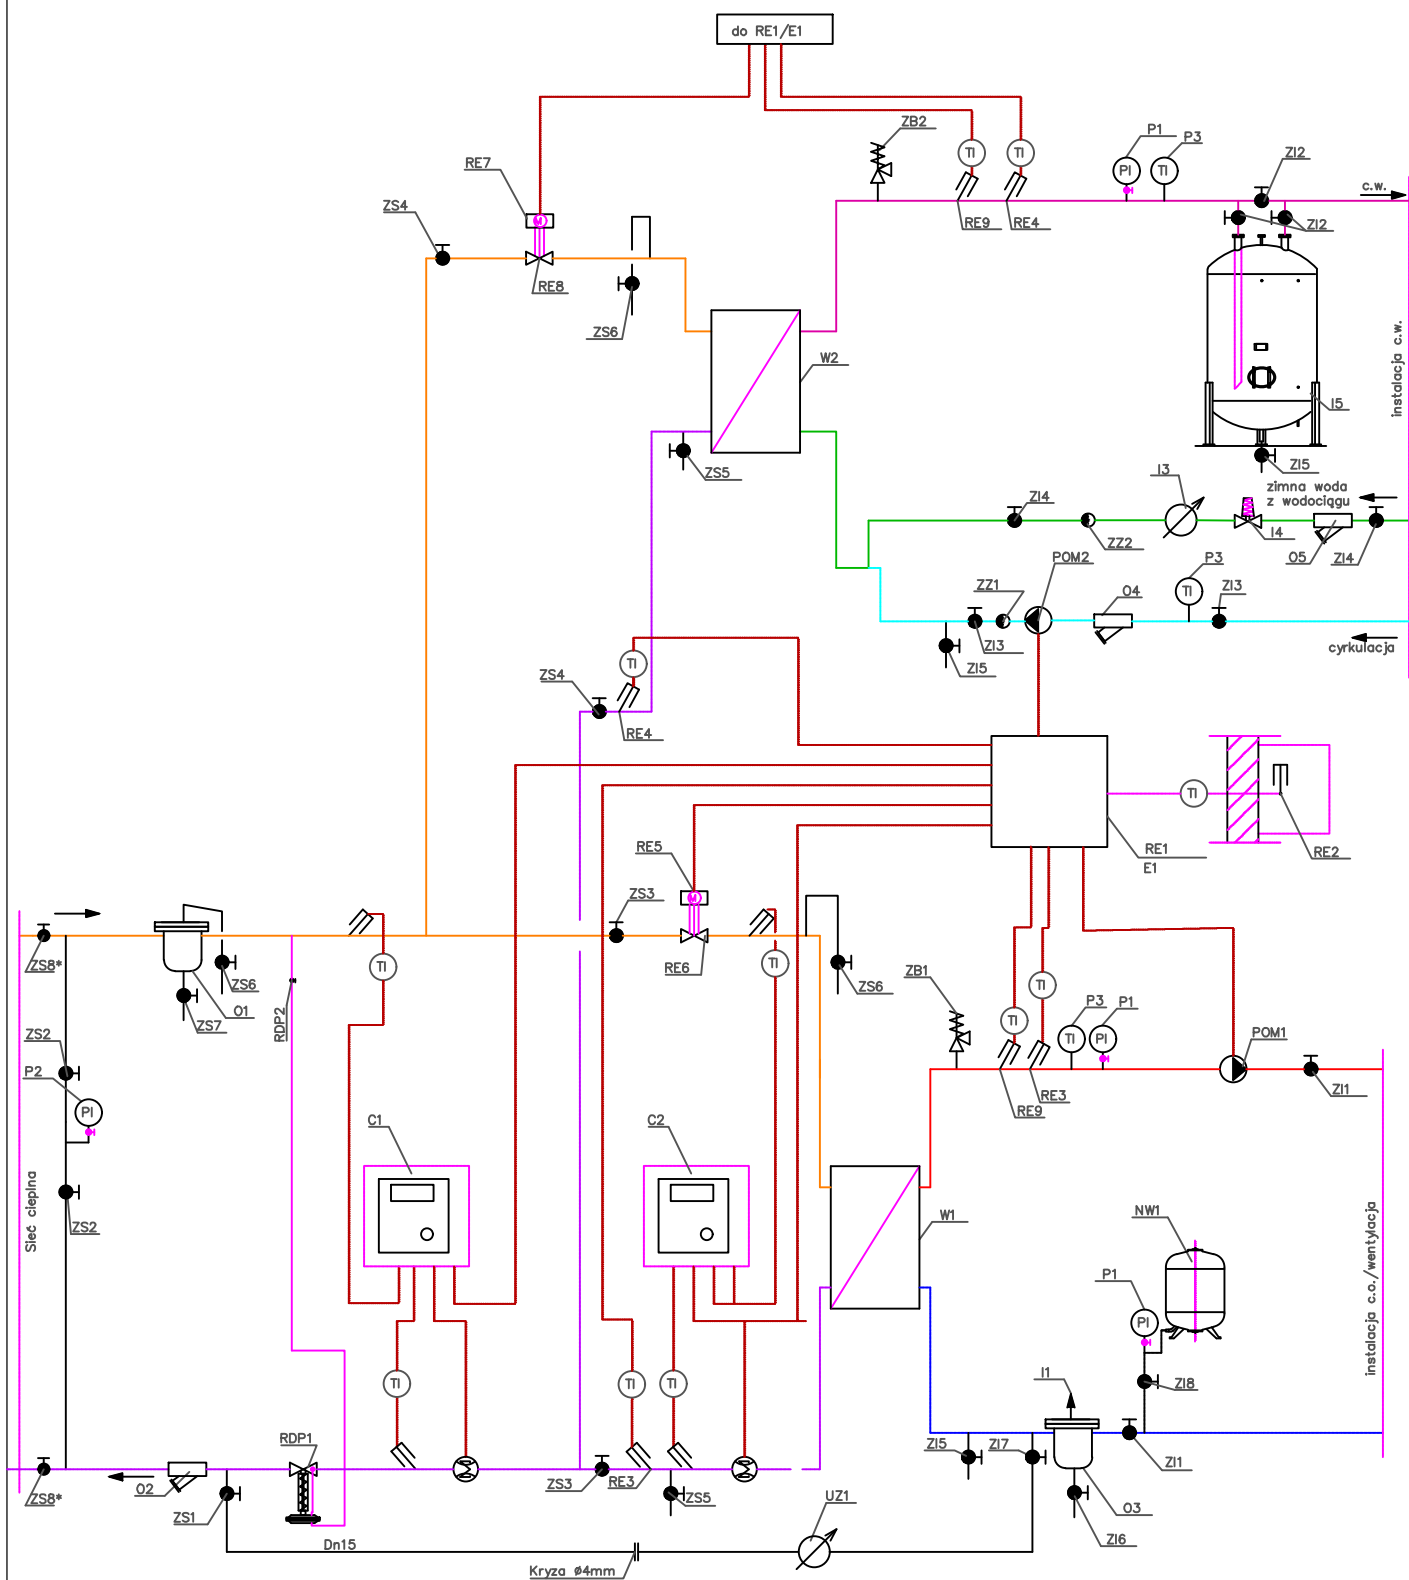 do RE1/E1
ZB2
P1
P3
ZI2
RE7
TI
TI
PI
TI
c.w.
ZS4
M
RE9
RE4
ZI2
RE8
ZS6
W2
instalacja c.w.
I5
ZS5
I3
ZI5
zimna woda
z wodociągu
ZI4
ZZ2
I4
O5
ZI4
POM2
P3
ZZ1
O4
TI
ZI3
ZI3
cyrkulacja
TI
ZI5
ZS4
RE4
TI
RE5
RE1
E1
RE2
M
ZS3
ZS8*
RE6
TI
TI
ZS6
ZS6
ZB1
TI
O1
ZS7
RDP2
TI
P3
P1
ZS2
TI
PI
POM1
P2
RE3
ZI1
PI
RE9
C1
C2
Sieć cieplna
ZS2
W1
NW1
instalacja c.o./wentylacja
P1
PI
TI
TI
TI
I1
ZI8
RDP1
ZI5
ZI7
ZI1
ZS8*
O2
ZS3
RE3
ZS5
ZS1
UZ1
O3
ZI6
Dn15
Kryza ø4mm